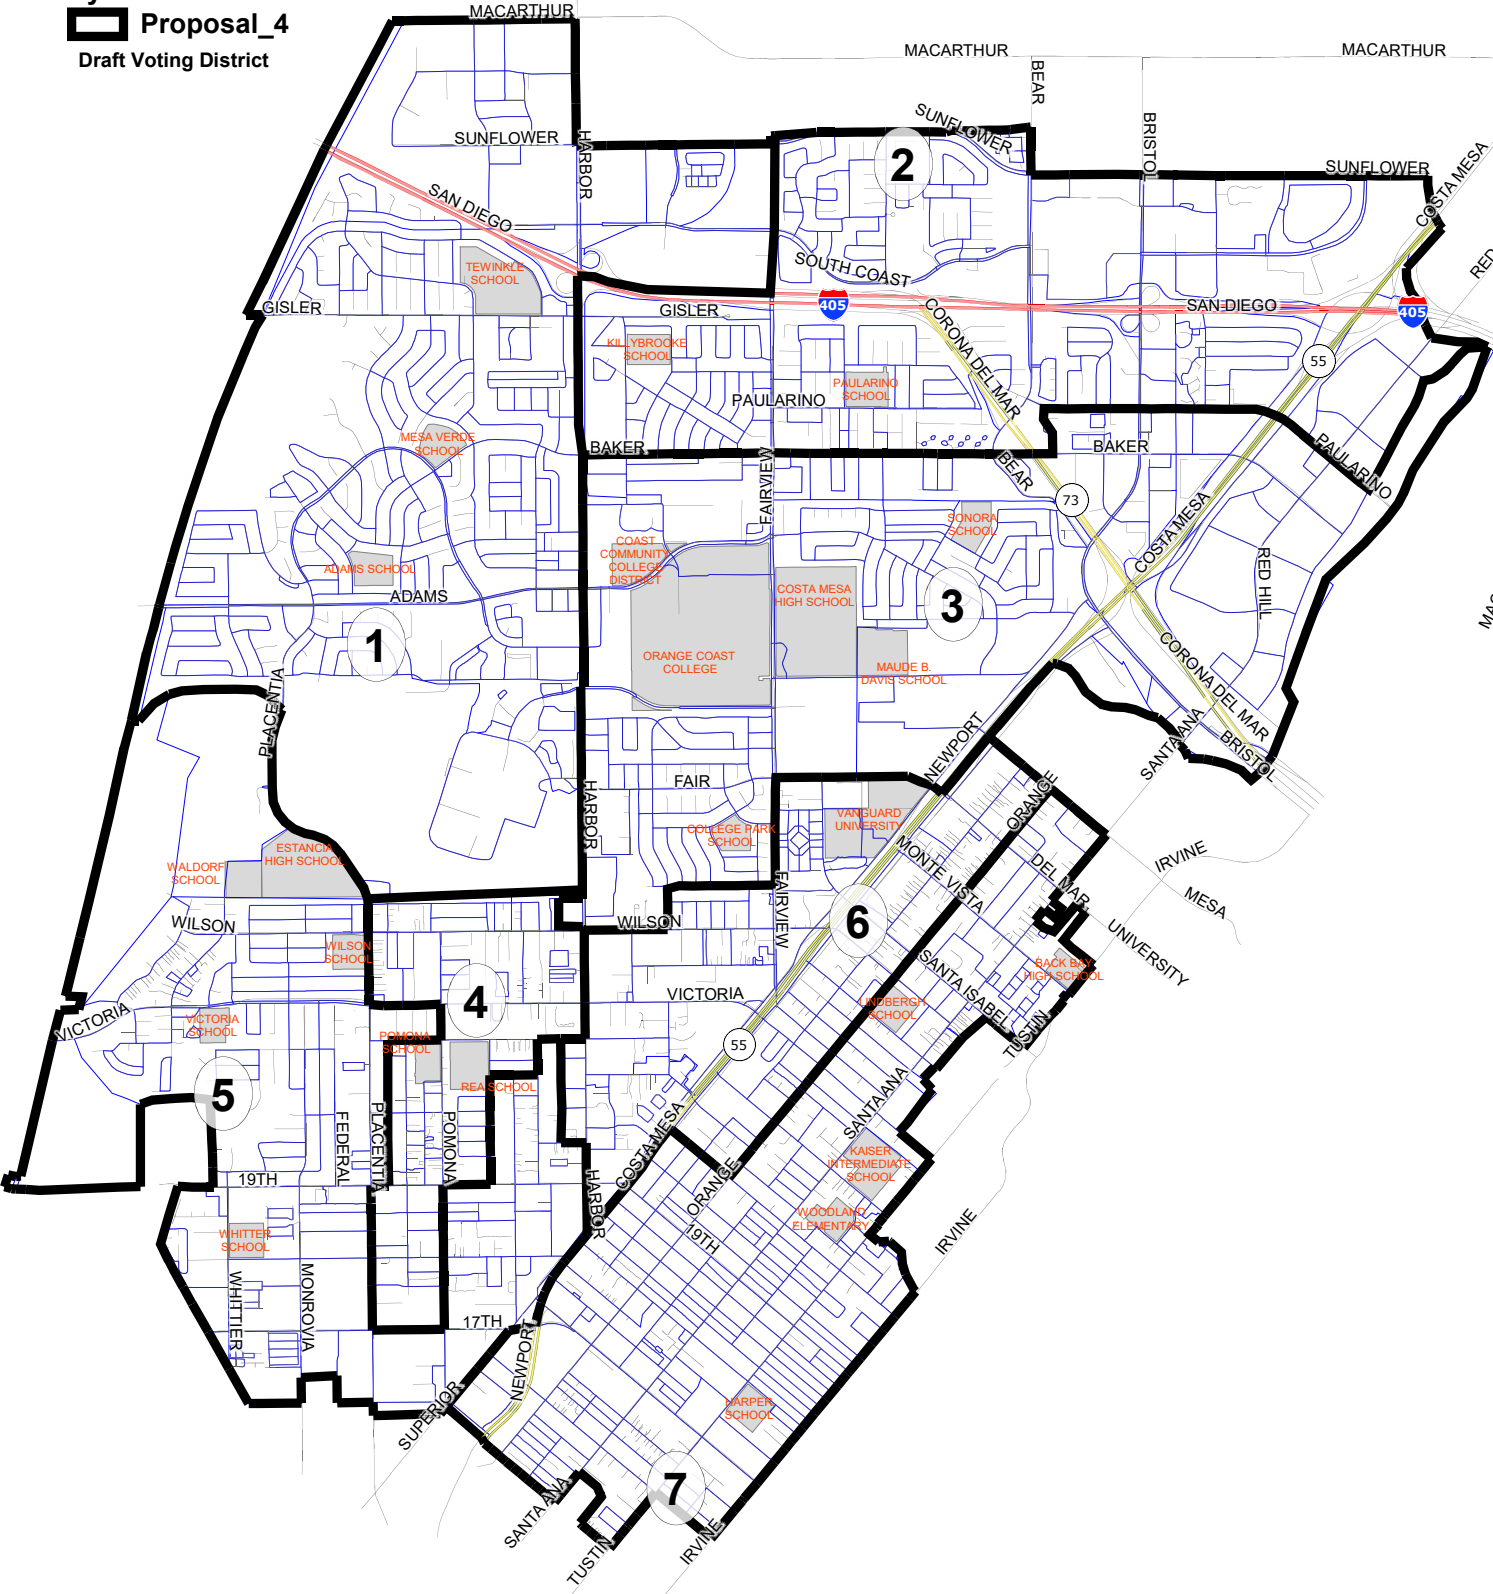 Proposal_4
Draft Voting District
MACARTHUR
MACARTHUR
MACARTHUR
BEAR
SUNFLOWER
BRISTOL
SUNFLOWER
HARBOR
2
SUNFLOWER
COSTA MESA
SAN DIEGO
RED
TEWINKLE
SCHOOL
SOUTH COAST
GISLER
GISLER
405
CORONA DEL MAR
SAN DIEGO
405
KILLYBROOKE
SCHOOL
55
PAULARINO
SCHOOL
PAULARINO
MESA VERDE
SCHOOL
BAKER
BAKER
PAULARINO
FAIRVIEW
BEAR
73
SONORA
SCHOOL
COSTA MESA
COAST
COMMUNITY
COLLEGE
DISTRICT
ADAMS SCHOOL
ADAMS
COSTA MESA
HIGH SCHOOL
3
RED HILL
1
ORANGE COAST
COLLEGE
MAUDE B.
DAVIS SCHOOL
CORONA DEL MAR
PLACENTIA
SANTA ANA
BRISTOL
NEWPORT
FAIR
HARBOR
ORANGE
VANGUARD
UNIVERSITY
COLLEGE PARK
SCHOOL
ESTANCIA
HIGH SCHOOL
WALDORF
SCHOOL
MONTE VISTA
DEL MAR
IRVINE
MESA
FAIRVIEW
WILSON
WILSON
6
UNIVERSITY
WILSON
SCHOOL
SANTA ISABEL
BACK BAY
HIGH SCHOOL
VICTORIA
4
LINDBERGH
SCHOOL
VICTORIA
VICTORIA
SCHOOL
POMONA
SCHOOL
55
TUSTIN
REA SCHOOL
5
SANTA ANA
FEDERAL
PLACENTIA
POMONA
COSTA MESA
KAISER
INTERMEDIATE
SCHOOL
19TH
ORANGE
HARBOR
WOODLAND
ELEMENTARY
19TH
IRVINE
WHITTER
SCHOOL
WHITTIER
MONROVIA
17TH
NEWPORT
SUPERIOR
HARPER
SCHOOL
7
SANTA ANA
TUSTIN
IRVINE